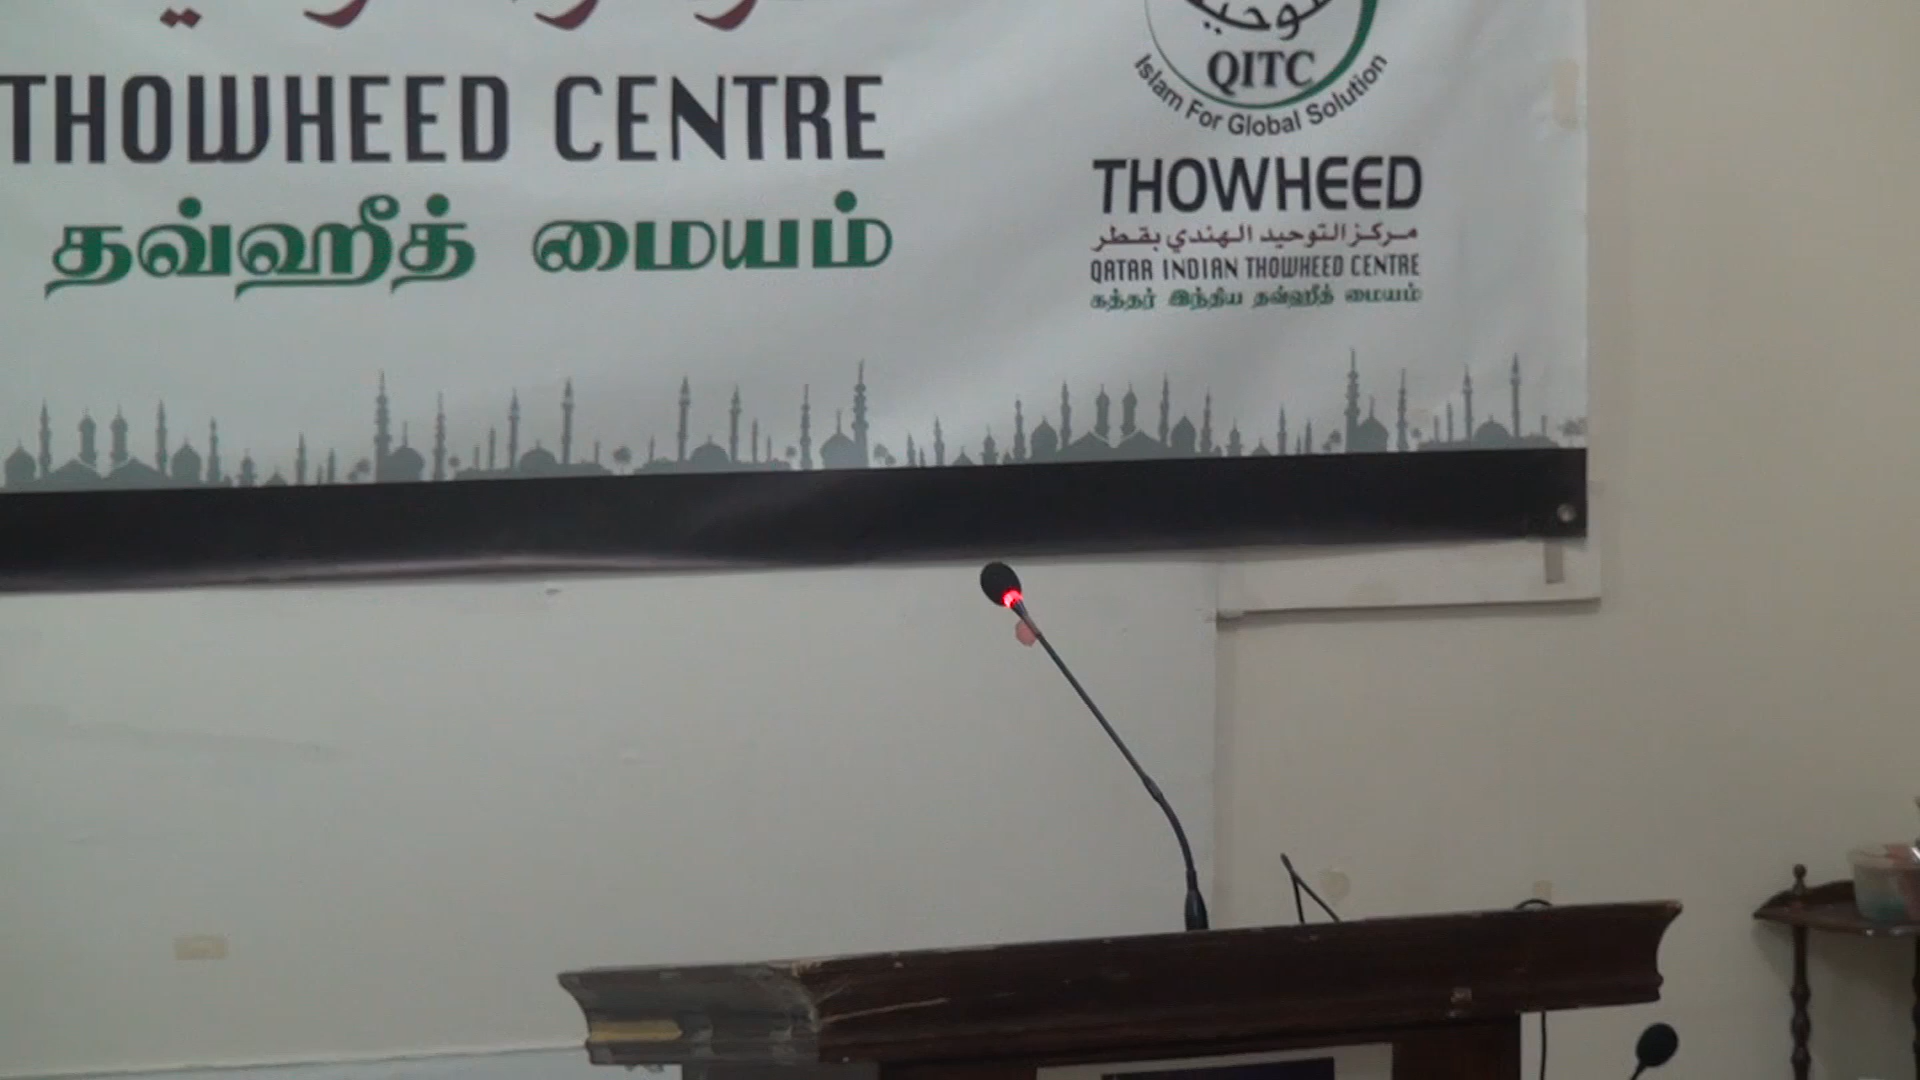 THOWHEED CENTRE
தவ்ஹீத் மையம்
QITC
Islam For Global Solution
THOWHEED
مركز التوحيد الهندي بقطر
QATAR INDIAN THOWHEED CENTRE
கத்தர் இந்திய தவ்ஹீத் மையம்